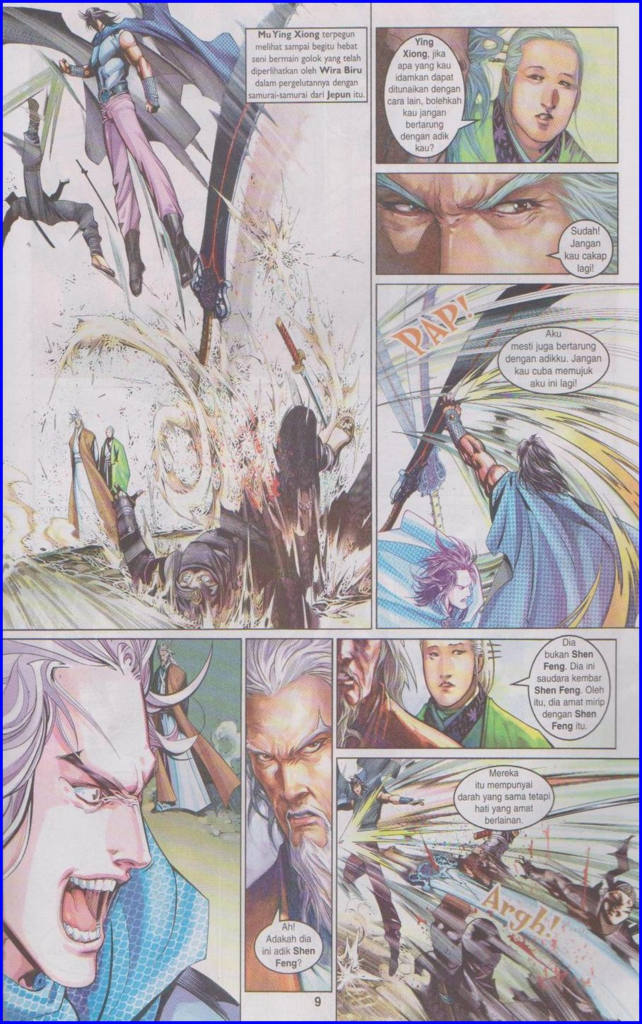 Mu Ying Xiong terpegun
melihat sampai begitu hebat
seni bermain golok yang telah
diperlihatkan oleh Wira Biru
dalam pergelutannya dengan
samurai-samurai dari Jepun itu.
Ying
Xiong, jika
apa yang kau
idamkan dapat
ditunaikan dengan
cara lain, bolehkah
kau jangan
bertarung
dengan adik
kau?
Sudah!
Jangan
kau cakap
lagi!
PAP!
Aku
mesti juga bertarung
dengan adikku. Jangan
kau cuba memujuk
aku ini lagi!
Ah!
Adakah dia
ini adik Shen
Feng?
Dia
bukan Shen
Feng. Dia ini
saudara kembar
Shen Feng. Oleh
itu, dia amat mirip
dengan Shen
Feng itu.
Mereka
itu mempunyai
darah yang sama tetapi
hati yang amat
berlainan.
Argh!
9